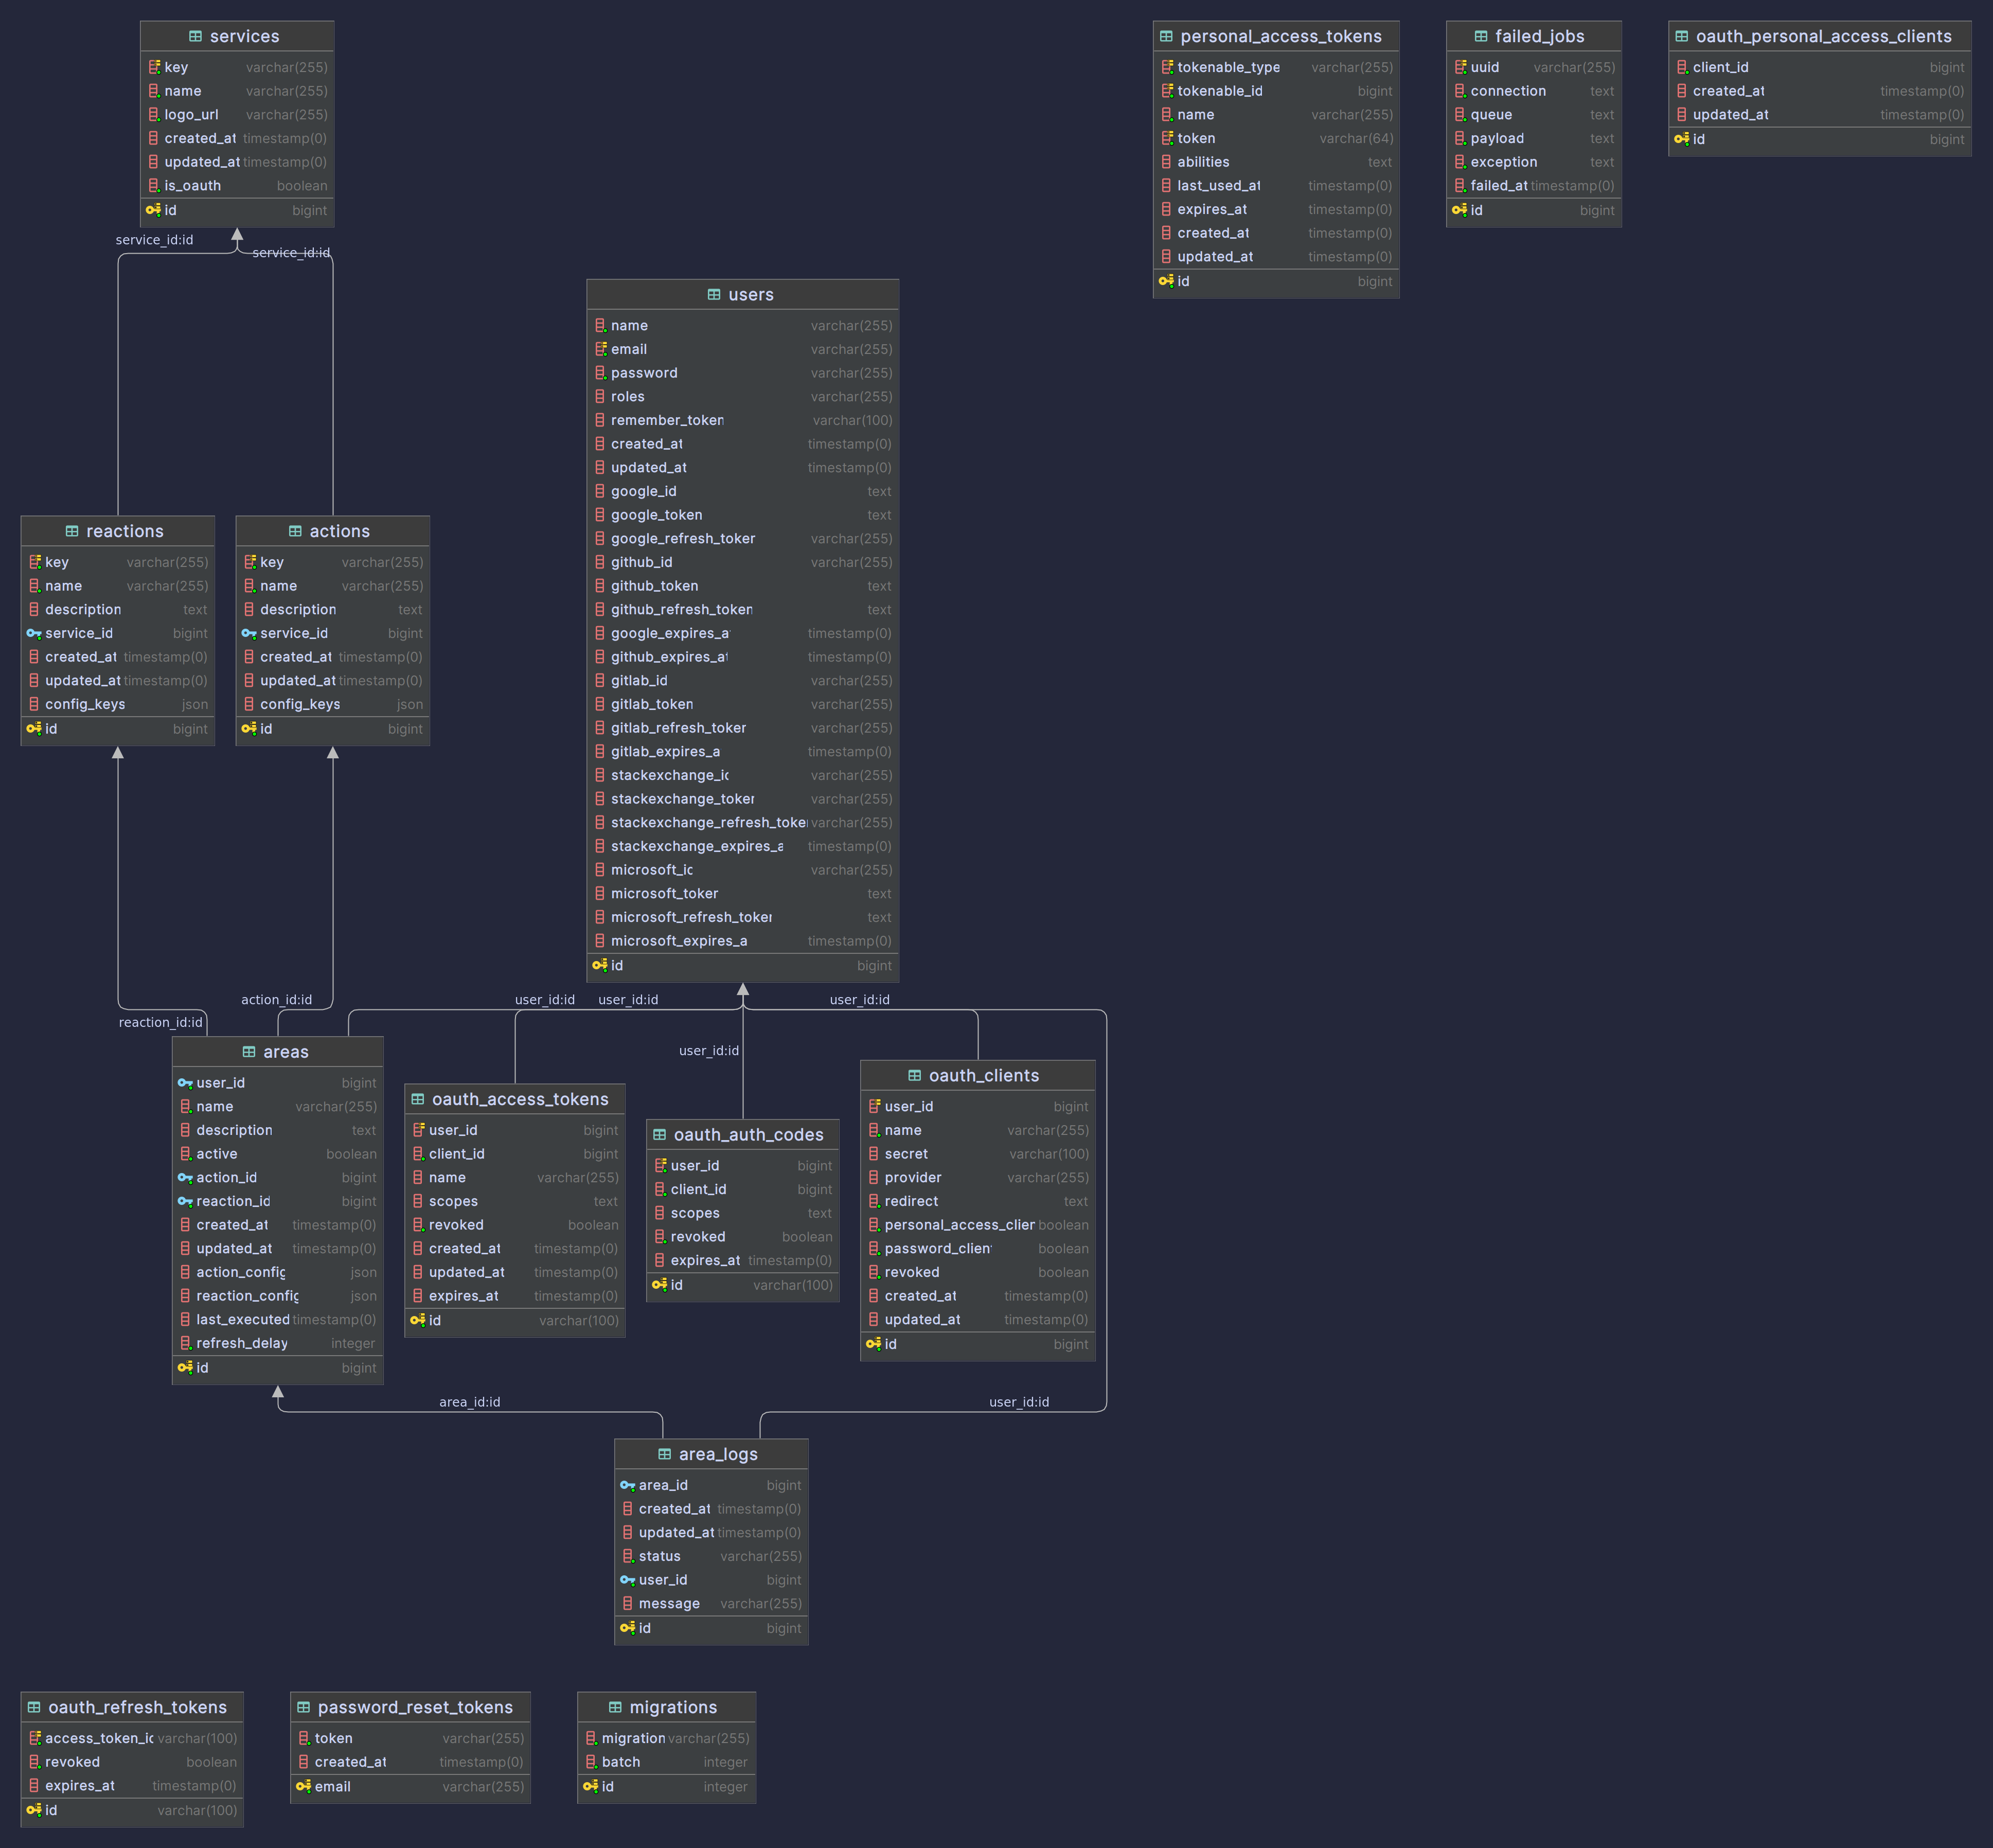 services
key varchar(255)
name varchar(255)
logo_url varchar(255)
created_at timestamp(0)
updated_at timestamp(0)
is_oauth boolean
id bigint
personal_access_tokens
tokenable_type varchar(255)
tokenable_id bigint
name varchar(255)
token varchar(64)
abilities text
last_used_at timestamp(0)
expires_at timestamp(0)
created_at timestamp(0)
updated_at timestamp(0)
id bigint
failed_jobs
uuid varchar(255)
connection text
queue text
payload text
exception text
failed_at timestamp(0)
id bigint
oauth_personal_access_clients
client_id bigint
created_at timestamp(0)
updated_at timestamp(0)
id bigint
service_id:id
service_id:id
users
name varchar(255)
email varchar(255)
password varchar(255)
roles varchar(255)
remember_token varchar(100)
created_at timestamp(0)
updated_at timestamp(0)
google_id text
google_token text
google_refresh_token varchar(255)
github_id varchar(255)
github_token text
github_refresh_token text
google_expires_a timestamp(0)
github_expires_at timestamp(0)
gitlab_id varchar(255)
gitlab_token varchar(255)
gitlab_refresh_token varchar(255)
gitlab_expires_a timestamp(0)
stackexchange_id varchar(255)
stackexchange_token varchar(255)
stackexchange_refresh_toke varchar(255)
stackexchange_expires_a timestamp(0)
microsoft_id varchar(255)
microsoft_token text
microsoft_refresh_token text
microsoft_expires_a timestamp(0)
id bigint
reactions
key varchar(255)
name varchar(255)
description text
service_id bigint
created_at timestamp(0)
updated_at timestamp(0)
config_keys json
id bigint
actions
key varchar(255)
name varchar(255)
description text
service_id bigint
created_at timestamp(0)
updated_at timestamp(0)
config_keys json
id bigint
action_id:id
reaction_id:id
user_id:id
user_id:id
user_id:id
user_id:id
areas
user_id bigint
name varchar(255)
description text
active boolean
action_id bigint
reaction_id bigint
created_at timestamp(0)
updated_at timestamp(0)
action_config json
reaction_config json
last_executed timestamp(0)
refresh_delay integer
id bigint
oauth_access_tokens
user_id bigint
client_id bigint
name varchar(255)
scopes text
revoked boolean
created_at timestamp(0)
updated_at timestamp(0)
expires_at timestamp(0)
id varchar(100)
oauth_auth_codes
user_id bigint
client_id bigint
scopes text
revoked boolean
expires_at timestamp(0)
id varchar(100)
oauth_clients
user_id bigint
name varchar(255)
secret varchar(100)
provider varchar(255)
redirect text
personal_access_clien boolean
password_clien boolean
revoked boolean
created_at timestamp(0)
updated_at timestamp(0)
id bigint
area_id:id
user_id:id
area_logs
area_id bigint
created_at timestamp(0)
updated_at timestamp(0)
status varchar(255)
user_id bigint
message varchar(255)
id bigint
oauth_refresh_tokens
access_token_id varchar(100)
revoked boolean
expires_at timestamp(0)
id varchar(100)
password_reset_tokens
token varchar(255)
created_at timestamp(0)
email varchar(255)
migrations
migration varchar(255)
batch integer
id integer